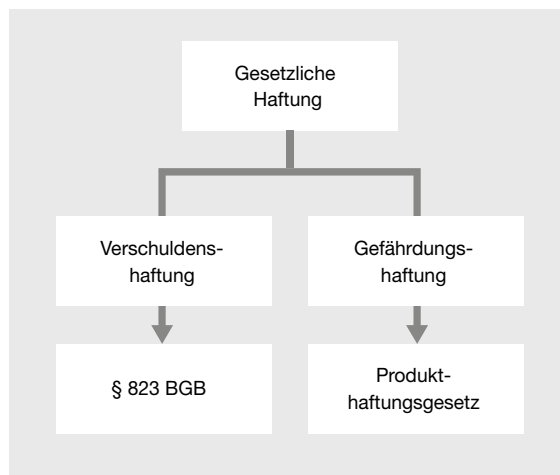 Gesetzliche
Haftung
Verschuldens-
haftung
Gefährdungs-
haftung
§ 823 BGB
Produkt-
haftungsgesetz